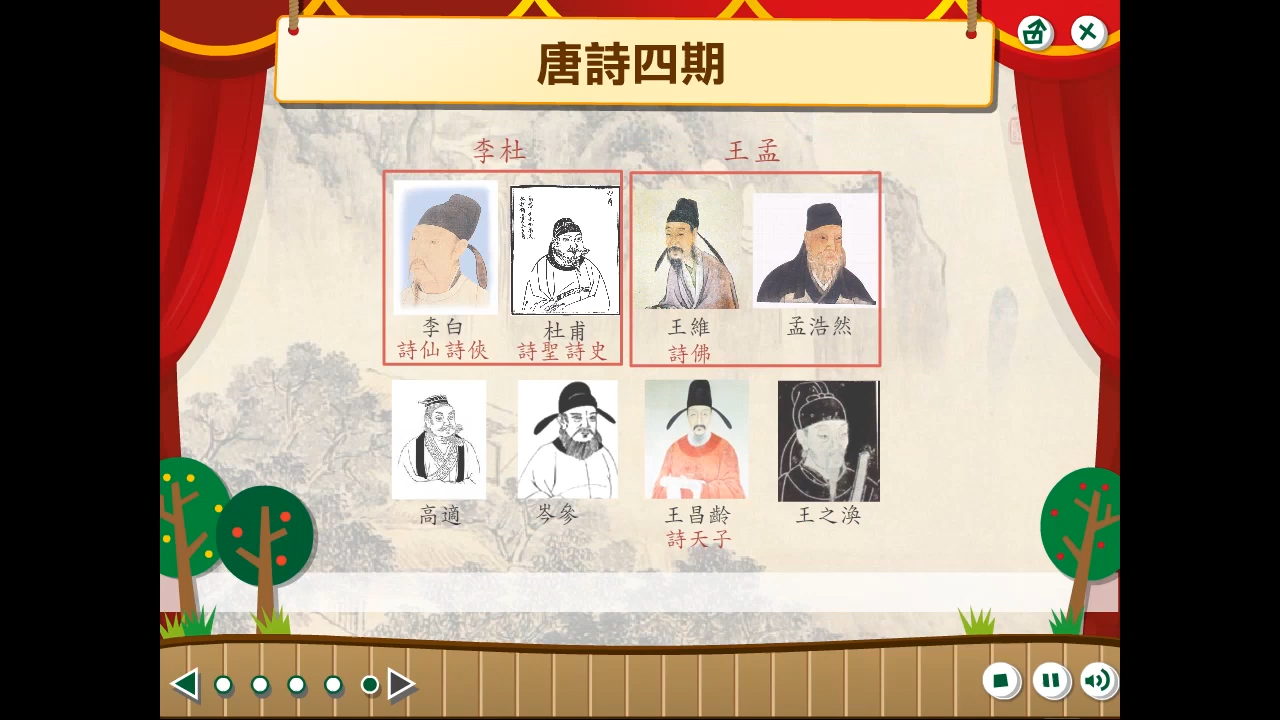 唐詩四期
李杜
王孟
李白
詩仙 詩俠
杜甫
詩聖 詩史
王維
詩佛
孟浩然
高適
岑參
王昌齡
詩天子
王之渙